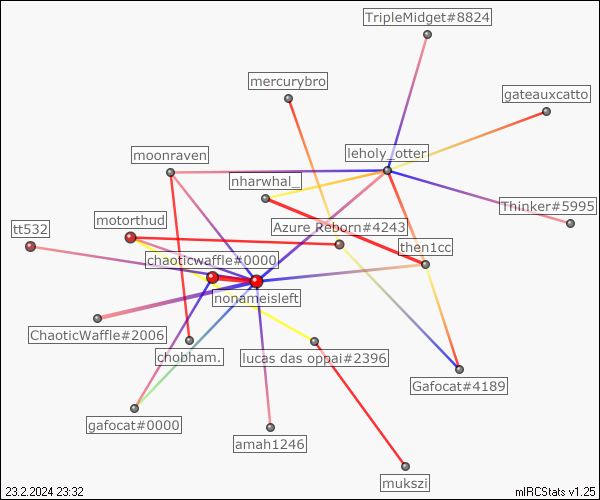 TripleMidget#8824
mercurybro
gateauxcatto
moonraven
leholy_otter
nharwhal_
Thinker#5995
motorthud
tt532
Azure Reborn#4243
then1cc
chaoticwaffle#0000
nonameisleft
ChaoticWaffle#2006
chobham.
lucas das oppai#2396
Gafocat#4189
gafocat#0000
amah1246
mukszi
23.2.2024 23:32
mIRCStats v1.25